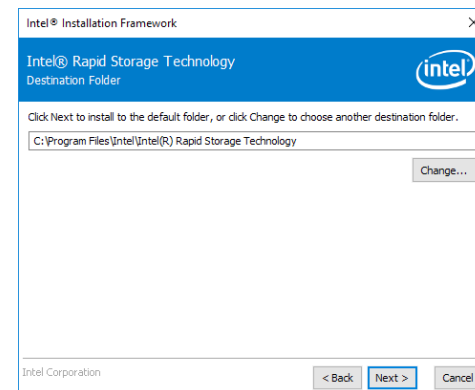 Intel® Installation Framework
Intel® Rapid Storage Technology
Destination Folder
intel
Click Next to install to the default folder, or click Change to choose another destination folder.
C:\Program Files\Intel\Intel(R) Rapid Storage Technology
Change...
Intel Corporation
< Back
Next >
Cancel